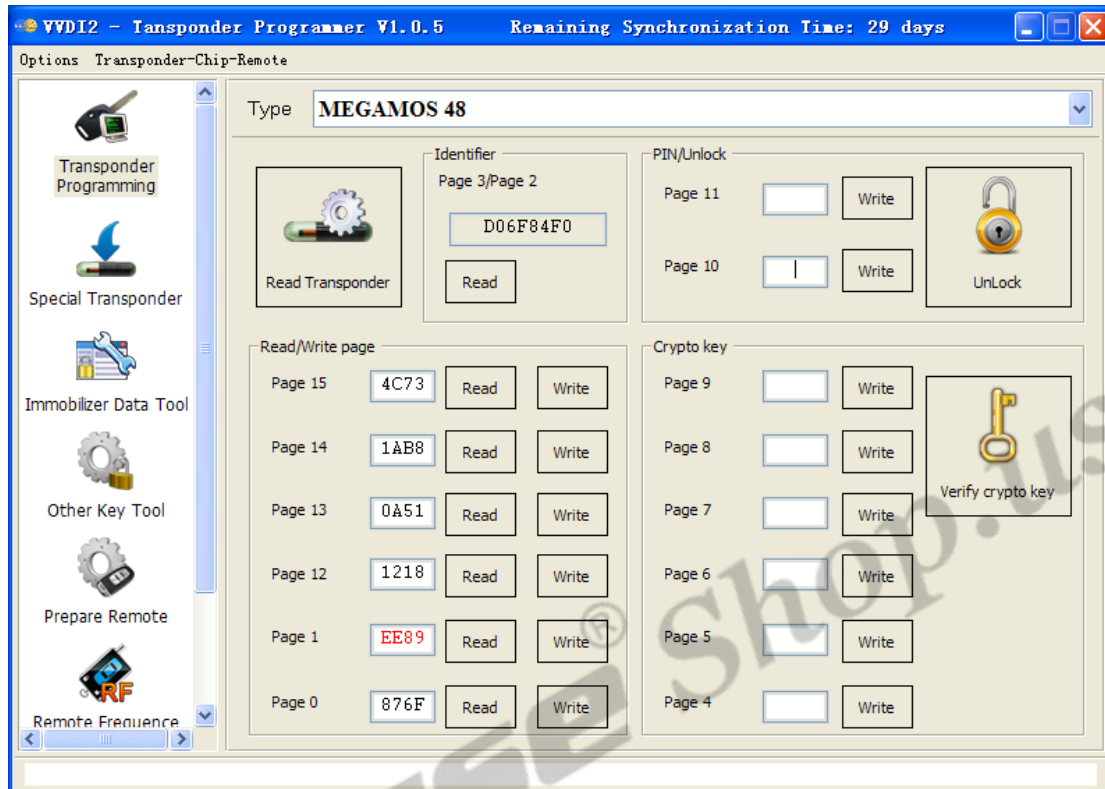 VVDI2 - Tansponder Programmer V1.0.5 Remaining Synchronization Time: 29 days
Options Transponder-Chip-Remote
Transponder
Programming
Special Transponder
Immobilizer Data Tool
Other Key Tool
Prepare Remote
RF
Remote Frequence
Type MEGAMOS 48
Read Transponder
Identifier
Page 3/Page 2
D06F84F0
Read
PIN/Unlock
Page 11 Write
Page 10 Write
UnLock
Read/Write page
Page 15 4C73 Read Write
Page 14 1AB8 Read Write
Page 13 0A51 Read Write
Page 12 1218 Read Write
Page 1 EE89 Read Write
Page 0 876F Read Write
Crypto key
Page 9 Write
Page 8 Write
Page 7 Write
Page 6 Write
Page 5 Write
Page 4 Write
Verify crypto key
® Shop.us